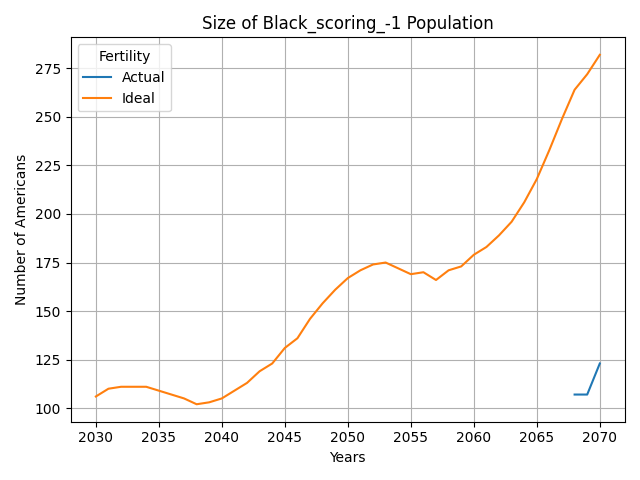 Size of Black_scoring_-1 Population
Fertility
Actual
Ideal
Number of Americans
275
250
225
200
175
150
125
100
2030 2035 2040 2045 2050 2055 2060 2065 2070
Years